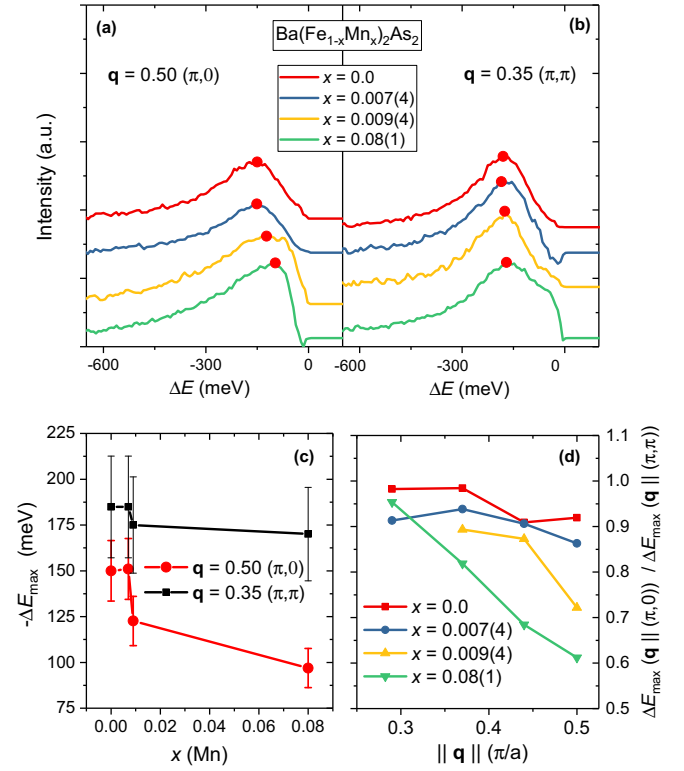 (a)
Ba(Fe1-xMnx)2As2
(b)
q = 0.50 (π,0)
q = 0.35 (π,π)
x = 0.0
x = 0.007(4)
x = 0.009(4)
x = 0.08(1)
Intensity (a.u.)
-600
-300
0
-600
-300
0
ΔE (meV)
ΔE (meV)
(c)
225
200
175
150
125
100
75
-ΔEmax (meV)
q = 0.50 (π,0)
q = 0.35 (π,π)
0.00
0.02
0.04
0.06
0.08
x (Mn)
(d)
1.1
1.0
0.9
0.8
0.7
0.6
0.5
x = 0.0
x = 0.007(4)
x = 0.009(4)
x = 0.08(1)
0.3
0.4
0.5
|| q || (π/a)
ΔEmax (q || (π,0)) / ΔEmax (q || (π,π))